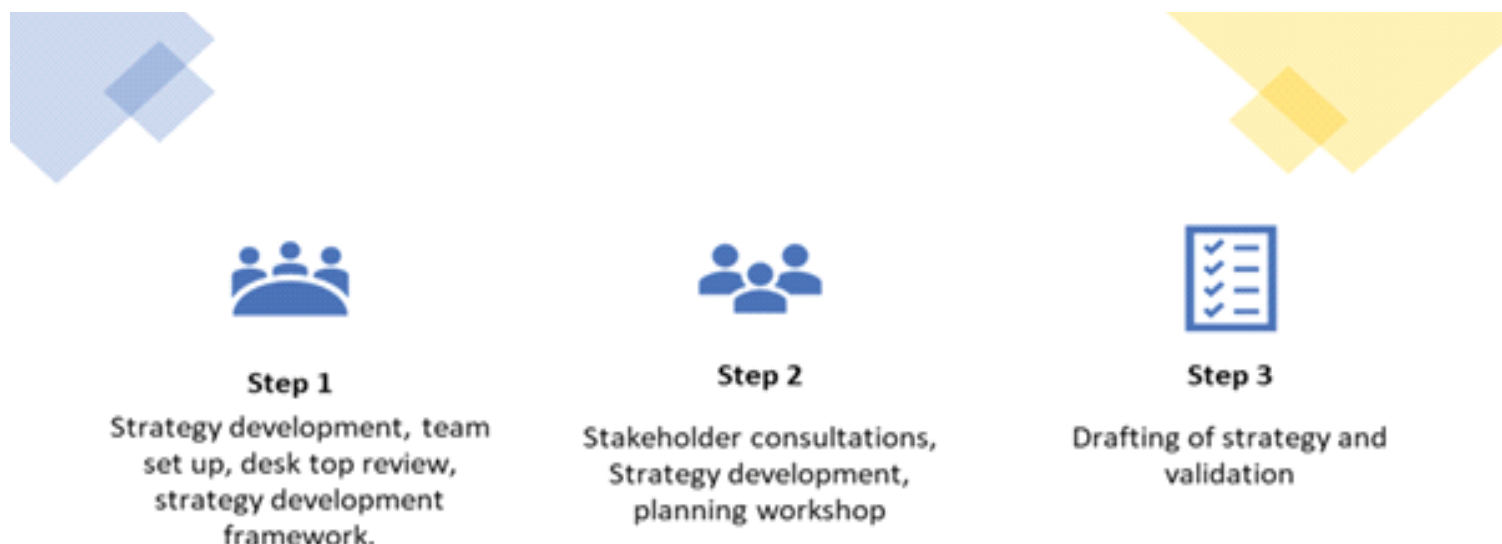 Step 1
Strategy development, team
set up, desk top review,
strategy development
framework.
Step 2
Stakeholder consultations,
Strategy development,
planning workshop
Step 3
Drafting of strategy and
validation